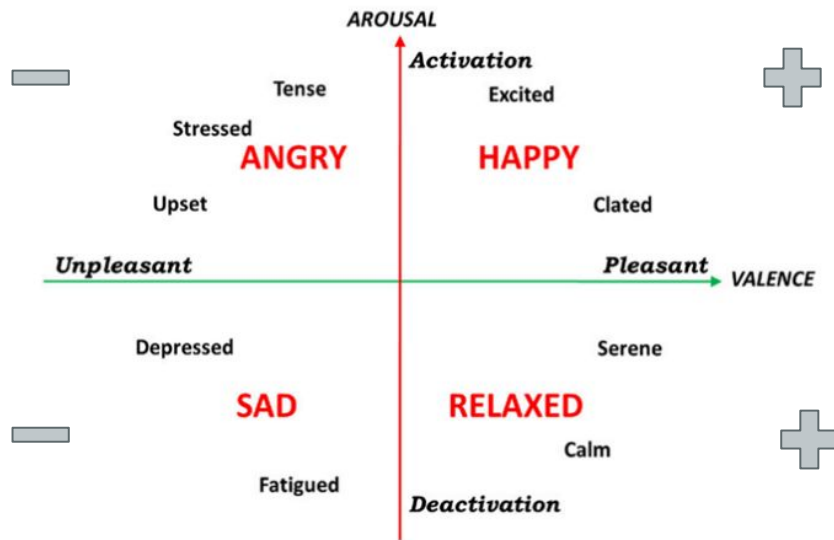 AROUSAL
Activation
Tense
Excited
Stressed
ANGRY
HAPPY
Upset
Clated
Unpleasant
Pleasant
VALENCE
Depressed
Serene
SAD
RELAXED
Calm
Fatigued
Deactivation